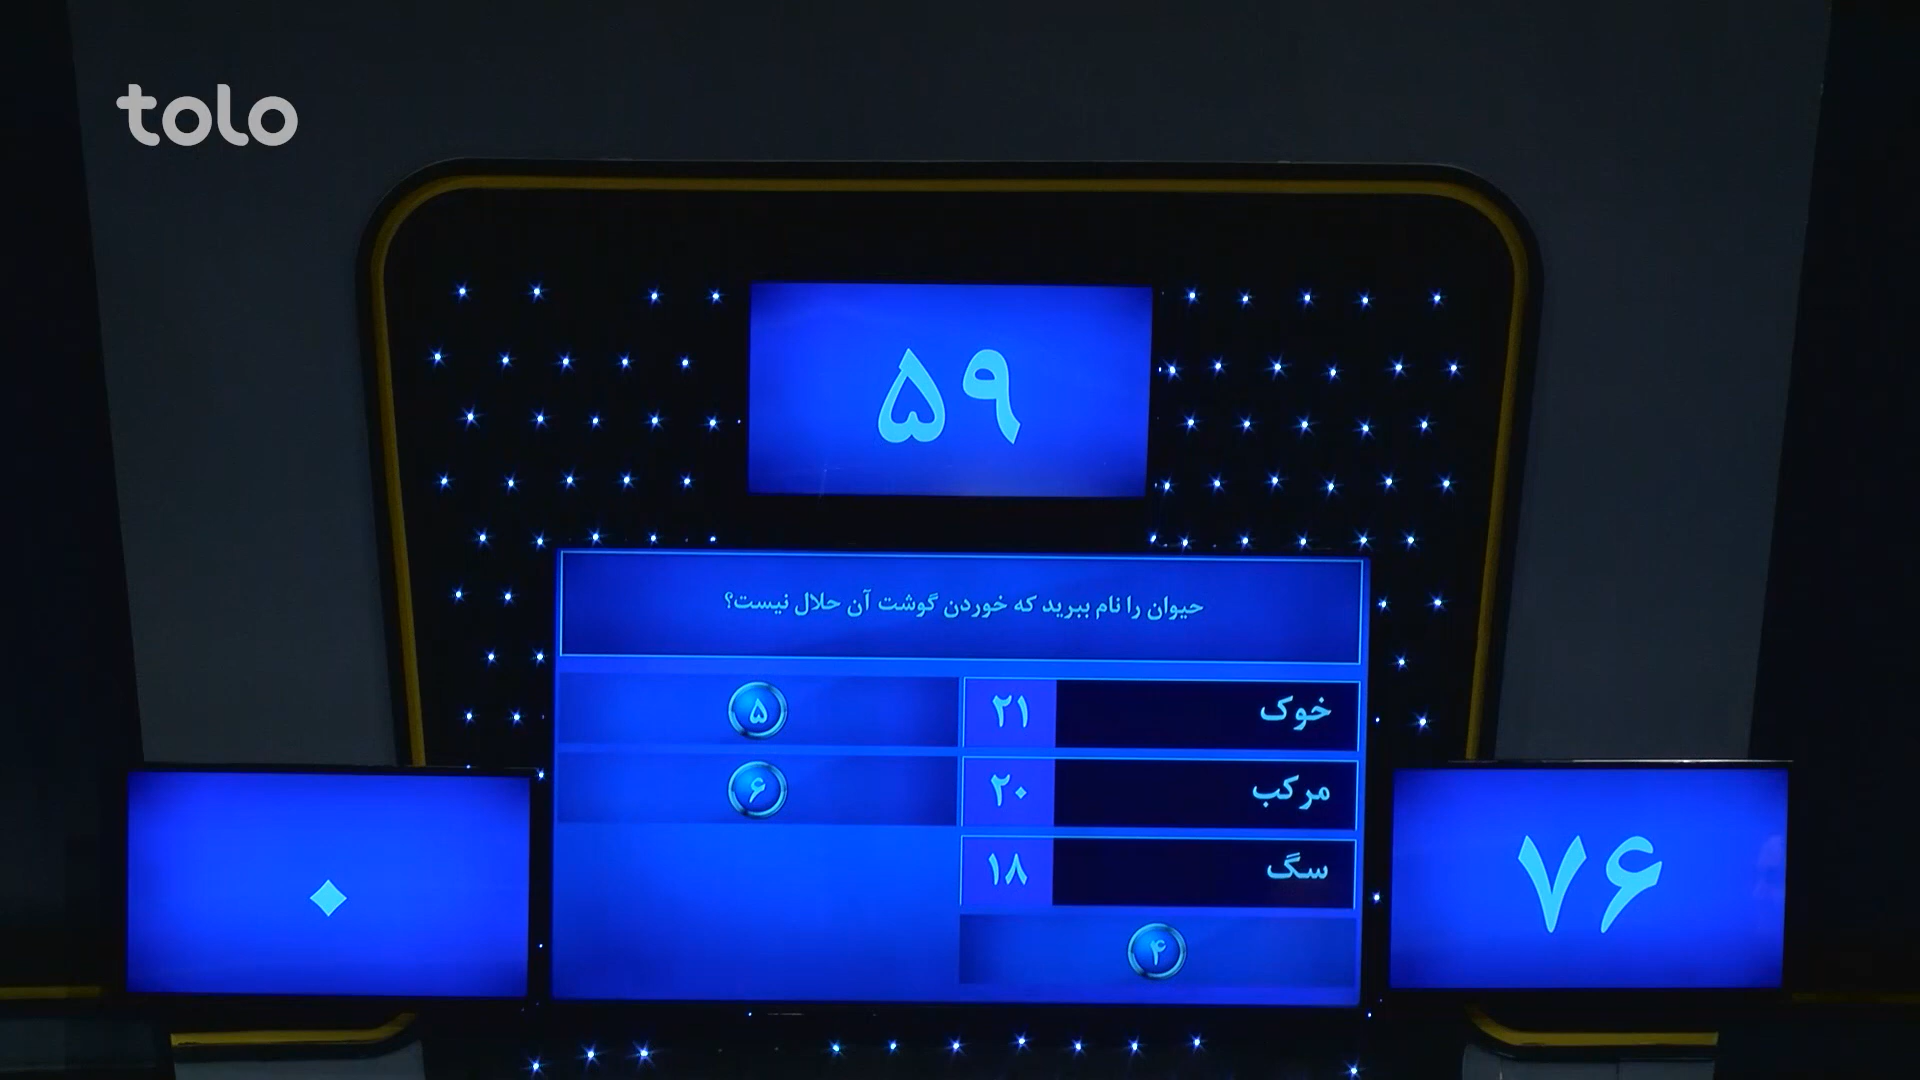 tolo
۵۹
حیوان را نام ببرید که خوردن گوشت آن حلال نیست؟
خوک ۲۱
مرکب ۲۰
سگ ۱۸
۴
۵
۶
۷۶
۰